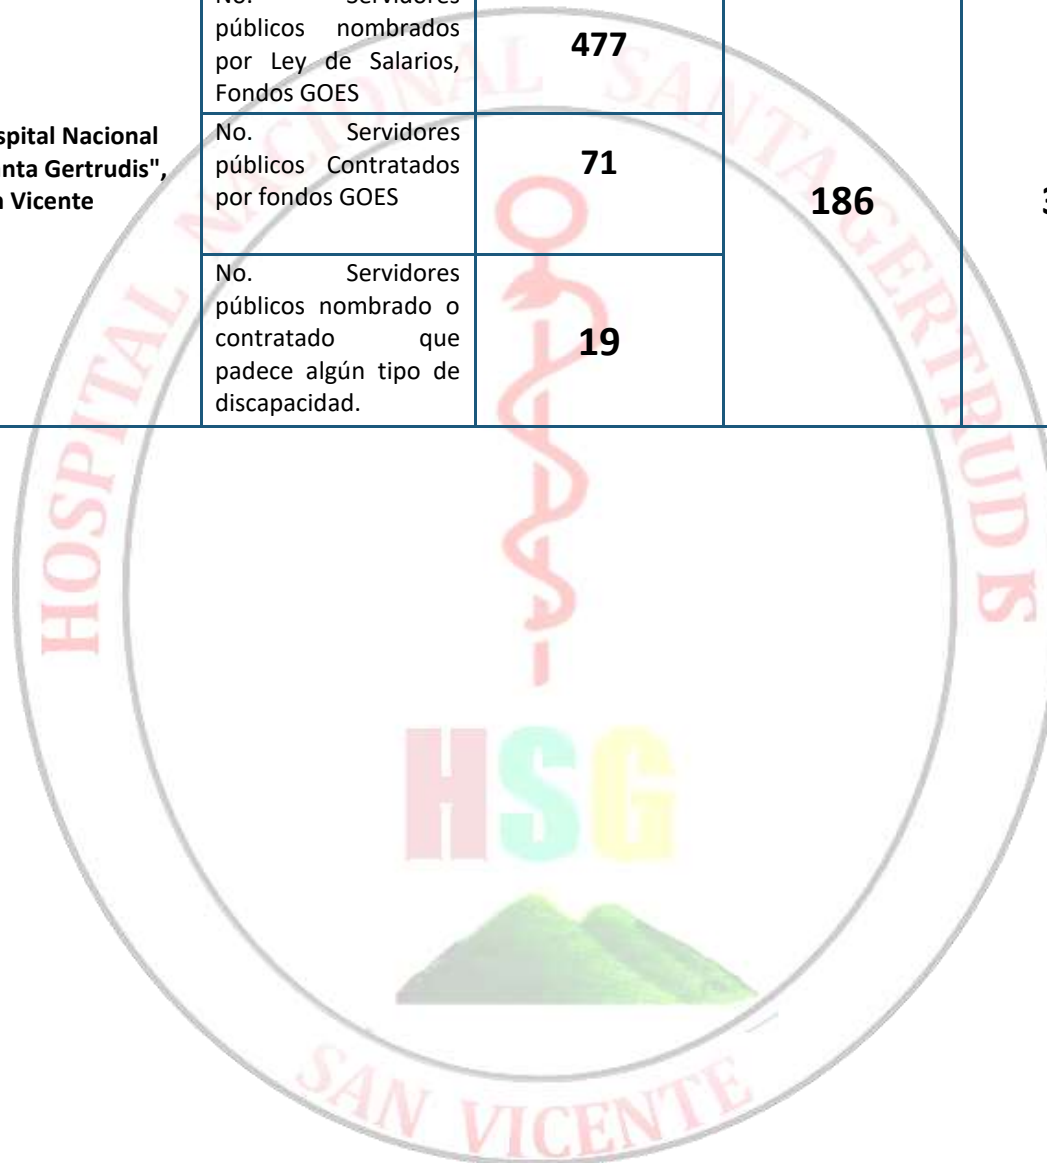 públicos nombrados
por Ley de Salarios,
Fondos GOES
477
spital Nacional
nta Gertrudis",
Vicente
No. Servidores
públicos Contratados
por fondos GOES
71
186
No. Servidores
públicos nombrado o
contratado que
padece algún tipo de
discapacidad.
19
HOSPITAL NACIONAL SANTA GERTRUDIS
HSG
SAN VICENTE